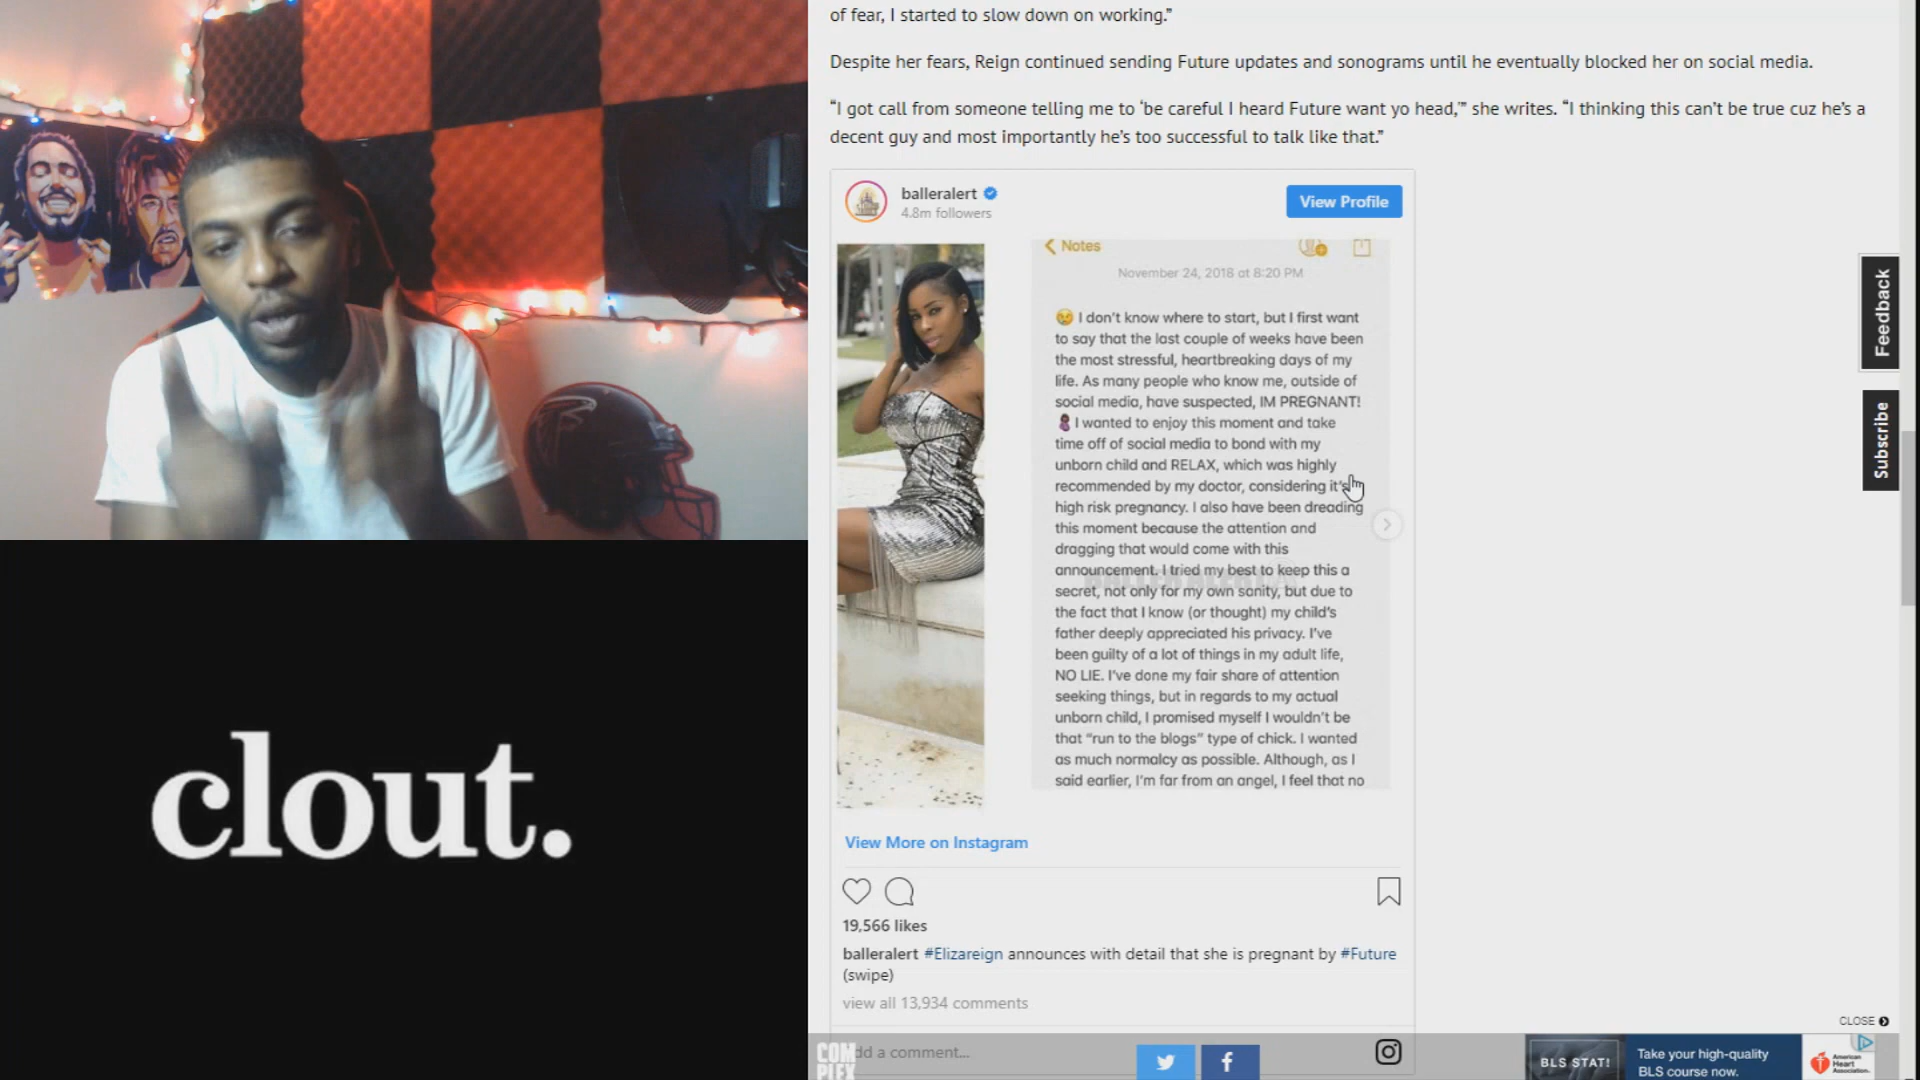 of fear, I started to slow down on working.”
Despite her fears, Reign continued sending Future updates and sonograms until he eventually blocked her on social media.
“I got call from someone telling me to ‘be careful I heard Future want yo head,’” she writes. “I thinking this can’t be true cuz he’s a
decent guy and most importantly he’s too successful to talk like that.”
balleralert
4.8m followers
View Profile
Notes
November 24, 2018 at 8:20 PM
I don't know where to start, but I first want
to say that the last couple of weeks have been
the most stressful, heartbreaking days of my
life. As many people who know me, outside of
social media, have suspected, IM PREGNANT!
I wanted to enjoy this moment and take
time off of social media to bond with my
unborn child and RELAX, which was highly
recommended by my doctor, considering it's
high risk pregnancy. I also have been dreading
this moment because the attention and
dragging that would come with this
announcement. I tried my best to keep this a
secret, not only for my own sanity, but due to
the fact that I know (or thought) my child's
father deeply appreciated his privacy. I've
been guilty of a lot of things in my adult life,
NO LIE. I've done my fair share of attention
seeking things, but in regards to my actual
unborn child, I promised myself I wouldn't be
that "run to the blogs" type of chick. I wanted
as much normalcy as possible. Although, as I
said earlier, I'm far from an angel, I feel that no
View More on Instagram
19,566 likes
balleralert #Elizareign announces with detail that she is pregnant by #Future
(swipe)
view all 13,934 comments
dd a comment...
COM
PLEX
Feedback
Subscribe
CLOSE
BLS STAT!
Take your high-quality
BLS course now.
American
Heart
Association.
clout.